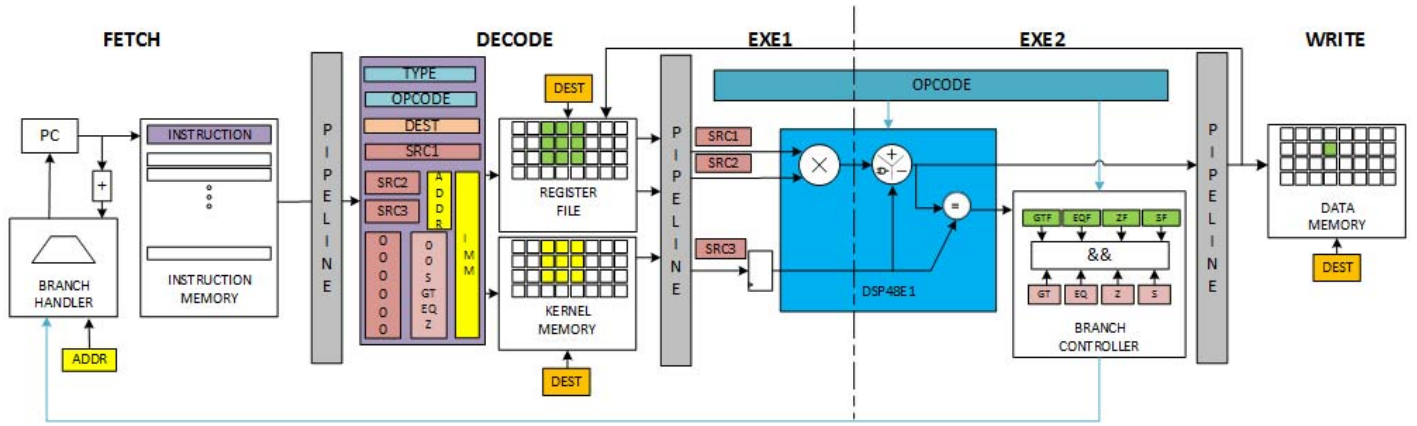 FETCH
DECODE
EXE1
EXE2
WRITE
PC
+
BRANCH
HANDLER
ADDR
INSTRUCTION
INSTRUCTION
MEMORY
PIPELINE
TYPE
OPCODE
DEST
SRC1
SRC2
SRC3
ADDR
IMM
O
O
O
O
O
O
O
O
S
GT
EQ
Z
DEST
REGISTER
FILE
KERNEL
MEMORY
DEST
PIPELINE
SRC1
SRC2
SRC3
OPCODE
×
+
−
=
DSP48E1
GTF EQF ZF SF
&&
GT EQ Z S
BRANCH
CONTROLLER
PIPELINE
DATA
MEMORY
DEST